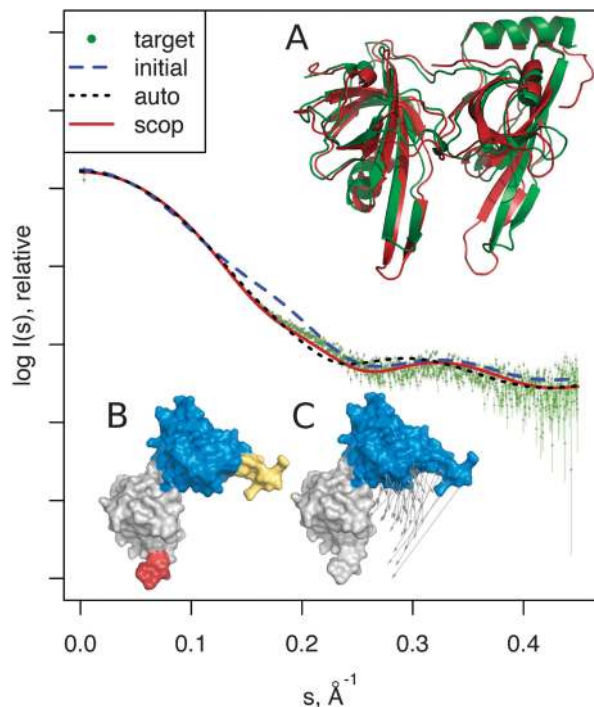 target
initial
auto
scop
A
B
C
log I(s), relative
0.0 0.1 0.2 0.3 0.4
s, Å⁻¹